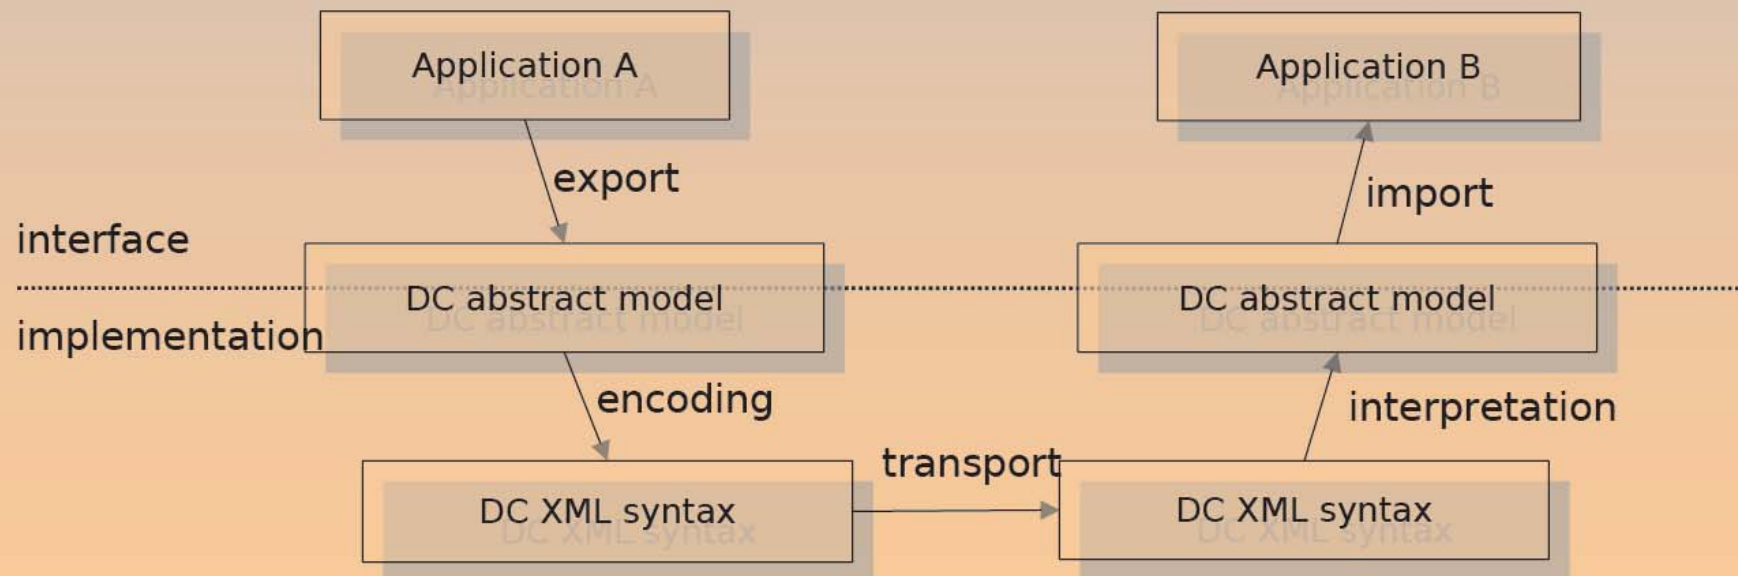 Application A
Application B
export
import
interface
DC abstract model
DC abstract model
implementation
encoding
interpretation
transport
DC XML syntax
DC XML syntax